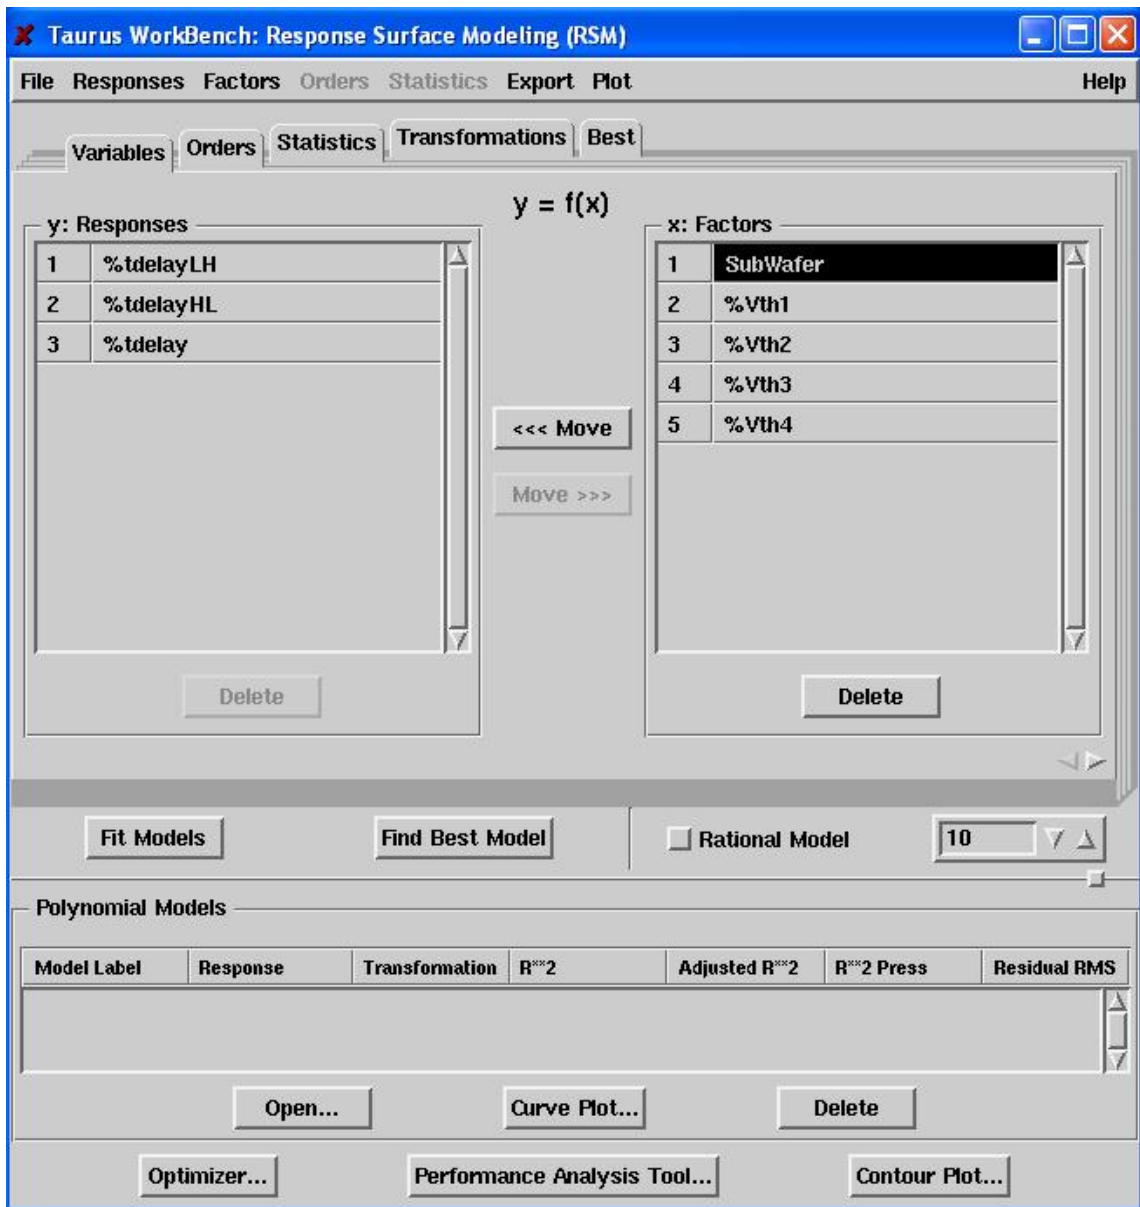 Taurus WorkBench: Response Surface Modeling (RSM)
File Responses Factors Orders Statistics Export Plot Help
Variables Orders Statistics Transformations Best
y = f(x)
y: Responses
1 %tdelayLH
2 %tdelayHL
3 %tdelay
Delete
<<< Move
Move >>>
x: Factors
1 SubWafer
2 %Vth1
3 %Vth2
4 %Vth3
5 %Vth4
Delete
Fit Models Find Best Model Rational Model 10
Polynomial Models
Model Label Response Transformation R**2 Adjusted R**2 R**2 Press Residual RMS
Open... Curve Plot... Delete
Optimizer... Performance Analysis Tool... Contour Plot...